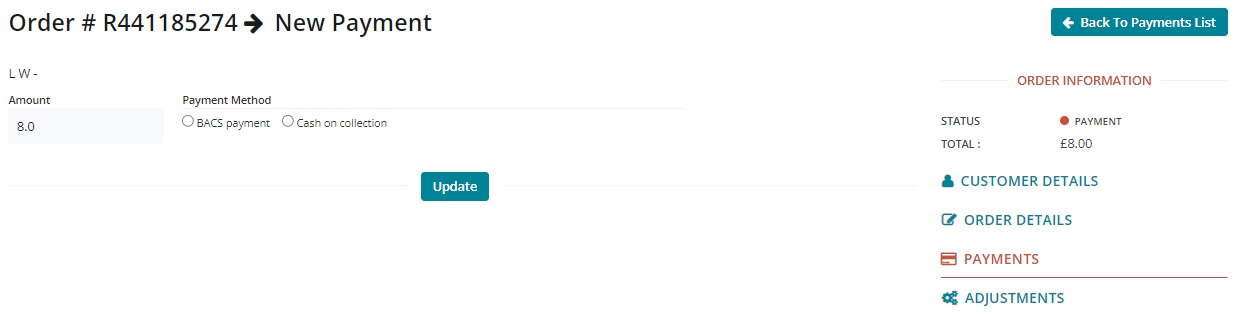 Order # R441185274 New Payment
Back To Payments List
L W -
Amount
Payment Method
8.0
BACS payment
Cash on collection
Update
ORDER INFORMATION
STATUS PAYMENT
TOTAL : £8.00
CUSTOMER DETAILS
ORDER DETAILS
PAYMENTS
ADJUSTMENTS